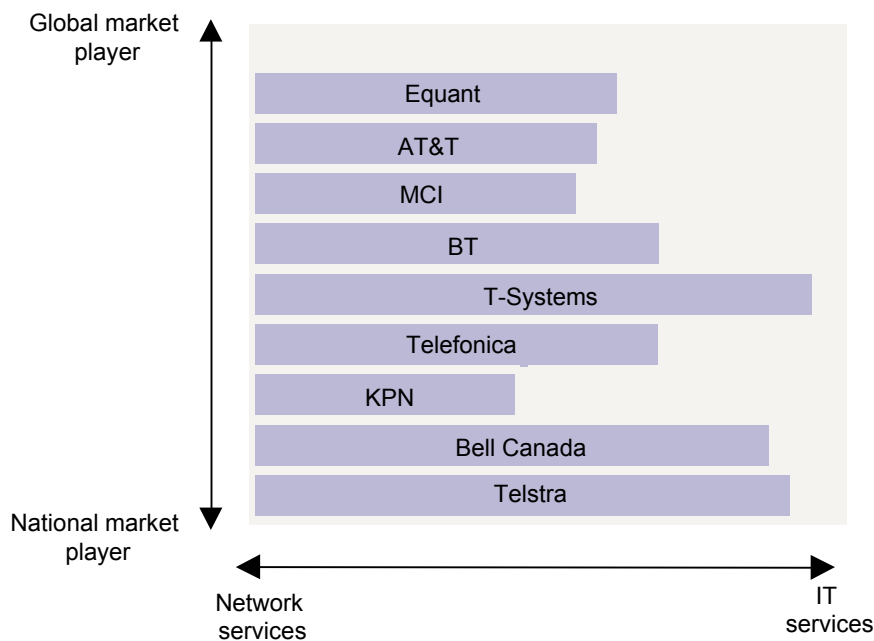 Global market
player
Equant
AT&T
MCI
BT
T-Systems
Telefonica
KPN
Bell Canada
Telstra
National market
player
Network
services
IT
services